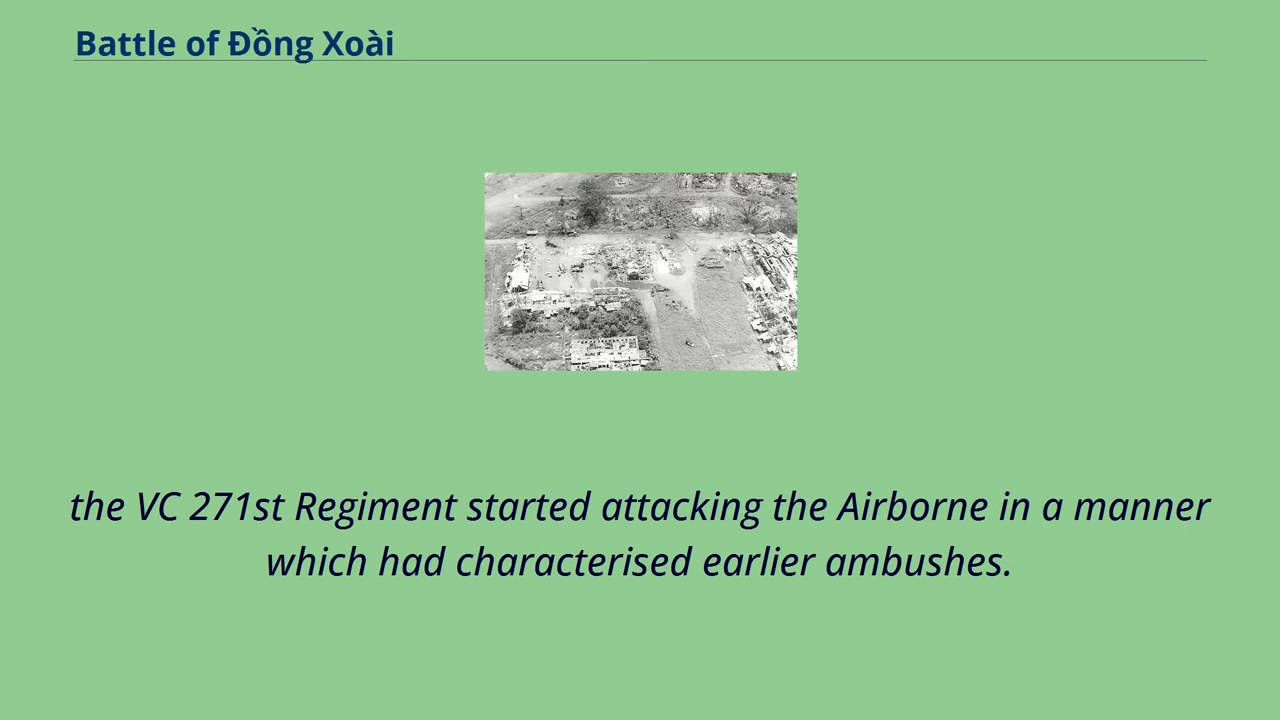 Battle of Đồng Xoài
the VC 271st Regiment started attacking the Airborne in a manner
which had characterised earlier ambushes.